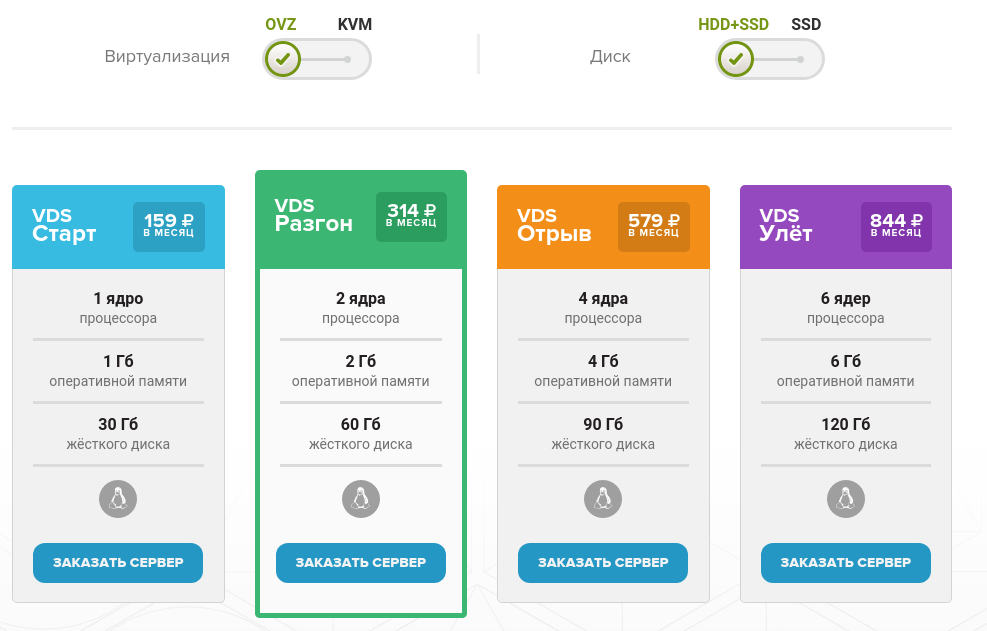 OVZ KVM
Виртуализация
HDD+SSD SSD
Диск
VDS
Старт
159 ₽
В МЕСЯЦ
1 ядро
процессора
1 Гб
оперативной памяти
30 Гб
жёсткого диска
ЗАКАЗАТЬ СЕРВЕР
VDS
Разгон
314 ₽
В МЕСЯЦ
2 ядра
процессора
2 Гб
оперативной памяти
60 Гб
жёсткого диска
ЗАКАЗАТЬ СЕРВЕР
VDS
Отрыв
579 ₽
В МЕСЯЦ
4 ядра
процессора
4 Гб
оперативной памяти
90 Гб
жёсткого диска
ЗАКАЗАТЬ СЕРВЕР
VDS
Улёт
844 ₽
В МЕСЯЦ
6 ядер
процессора
6 Гб
оперативной памяти
120 Гб
жёсткого диска
ЗАКАЗАТЬ СЕРВЕР